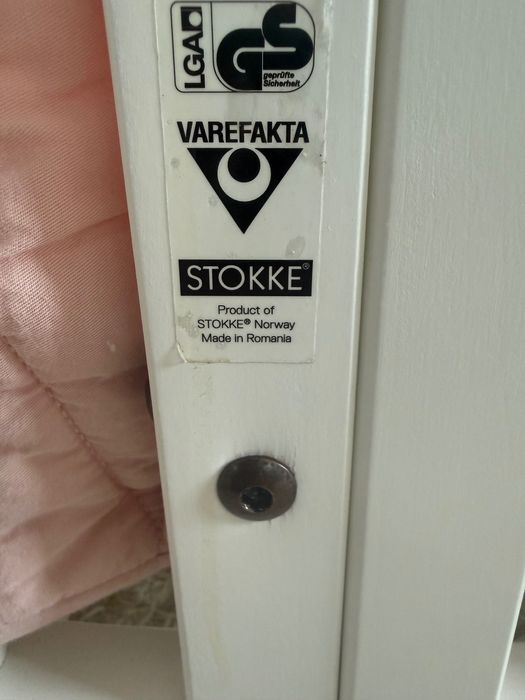 LGA
GS
geprüfte
Sicherheit
VAREFAKTA
STOKKE®
Product of
STOKKE® Norway
Made in Romania